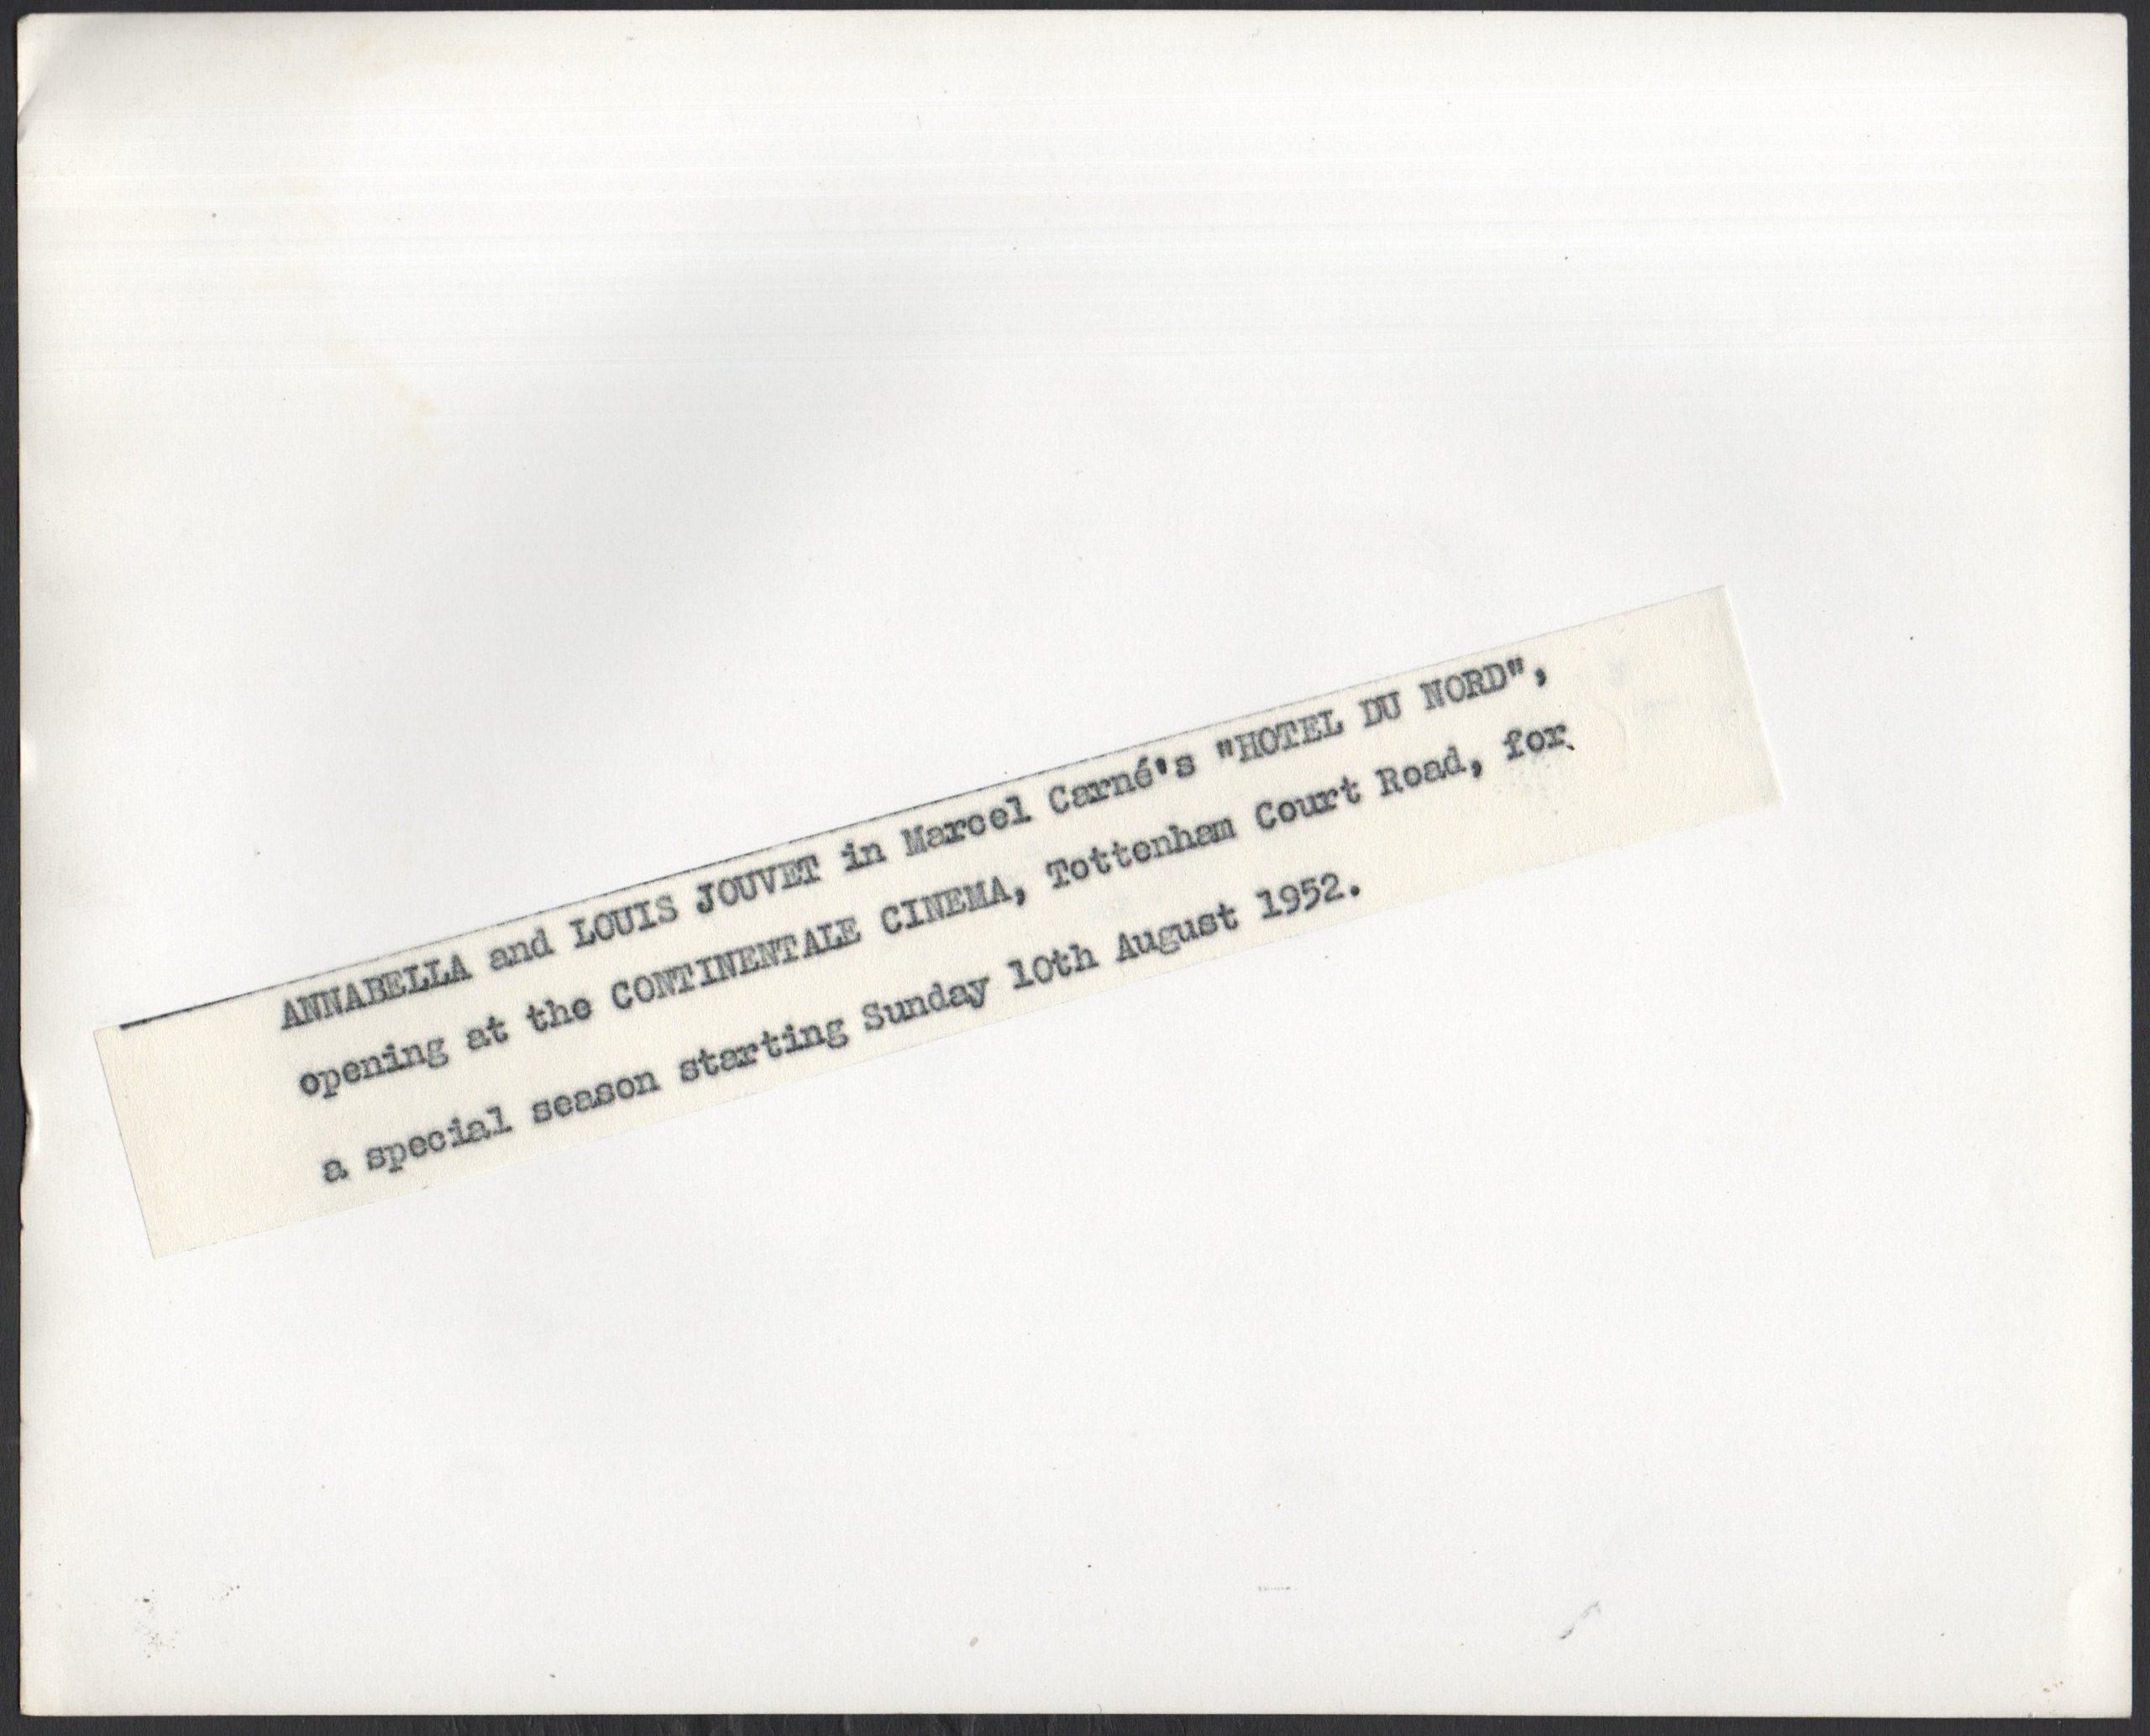 ANNABELLA and LOUIS JOUVET in Marcel Carné's "HOTEL DU NORD",
opening at the CONTINENTALE CINEMA, Tottenham Court Road, for
a special season starting Sunday 10th August 1952.